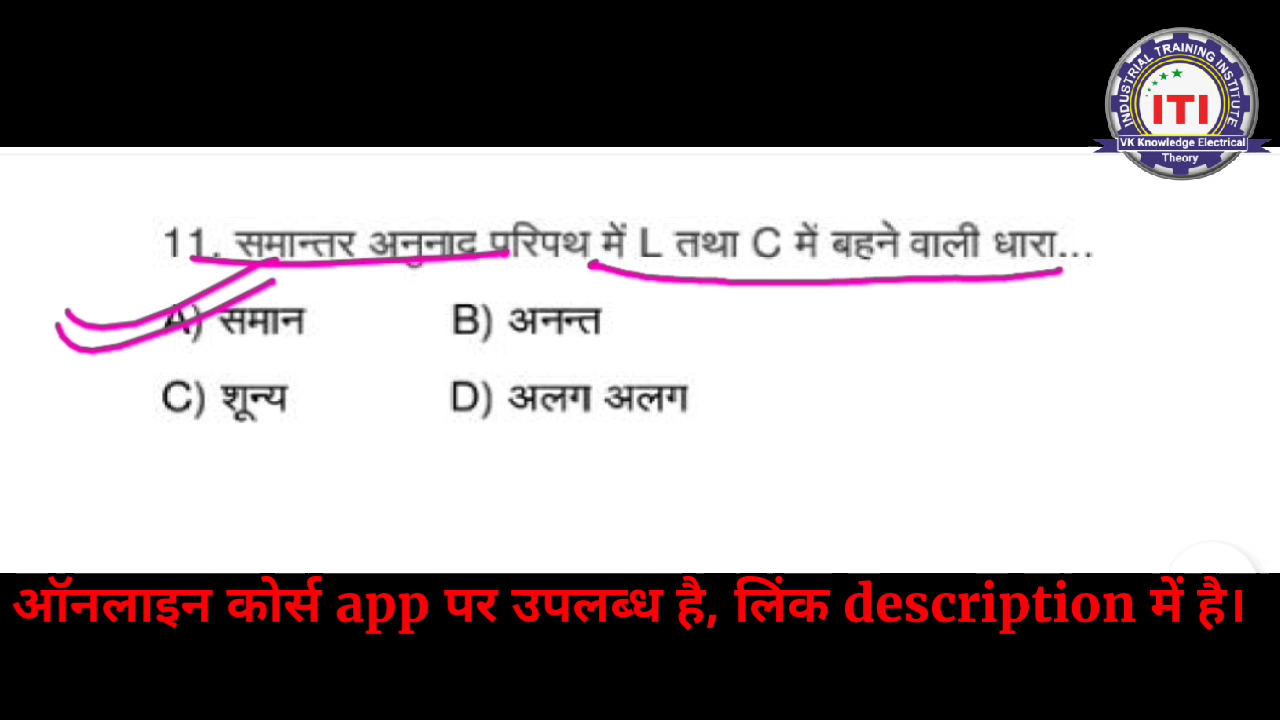 INDUSTRIAL TRAINING INSTITUTE
ITI
VK Knowledge Electrical
Theory
11. समान्तर अनुनाद परिपथ में L तथा C में बहने वाली धारा...
A) समान B) अनन्त
C) शून्य D) अलग अलग
ऑनलाइन कोर्स app पर उपलब्ध है, लिंक description में है।